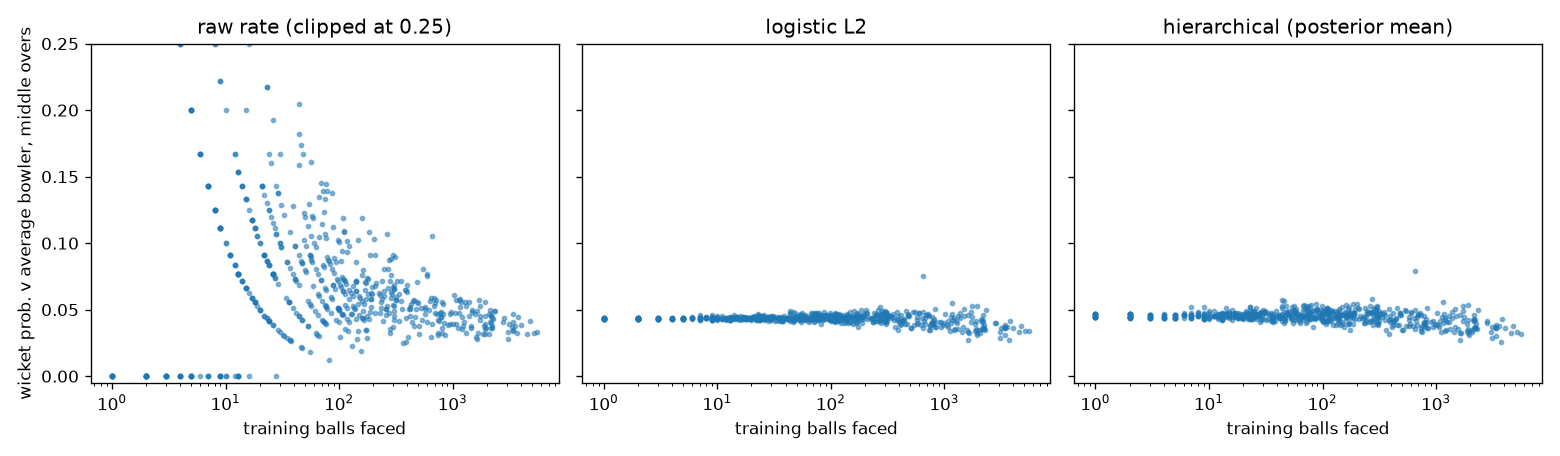 raw rate (clipped at 0.25)
logistic L2
hierarchical (posterior mean)
wicket prob. v average bowler, middle overs
0.25
0.20
0.15
0.10
0.05
0.00
10⁰ 10¹ 10² 10³
10⁰ 10¹ 10² 10³
10⁰ 10¹ 10² 10³
training balls faced
training balls faced
training balls faced